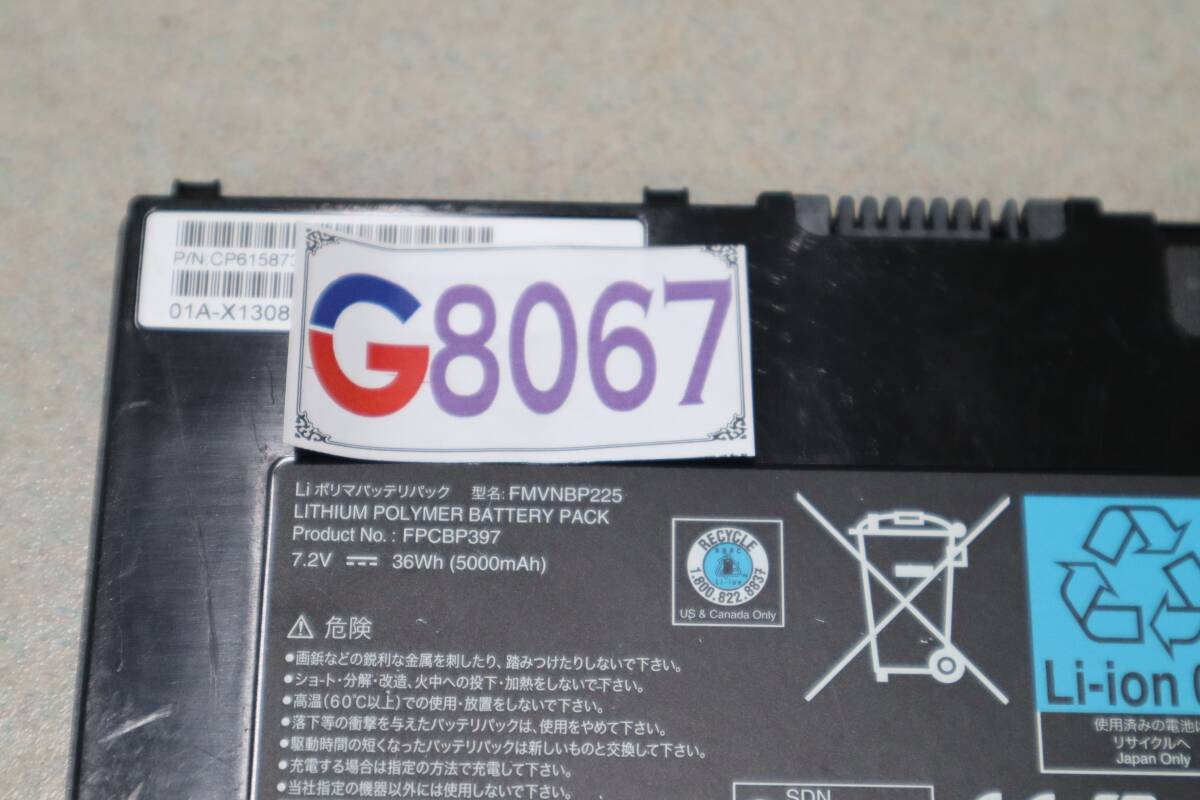 P/N:CP615873
01A-X1308
G8067
Li ポリマバッテリパック 型名: FMVNBP225
LITHIUM POLYMER BATTERY PACK
Product No. : FPCBP397
7.2V 36Wh (5000mAh)
RECYCLE
RBRC
Li-ion
1.800.822.8837
US & Canada Only
Li-ion
使用済みの電池は
リサイクルへ
Japan Only
⚠ 危険
●画鋲などの鋭利な金属を刺したり、踏みつけたりしないで下さい。
●ショート・分解・改造、火中への投下・加熱をしないで下さい。
●高温(60℃以上)での使用・放置をしないで下さい。
●落下等の衝撃を与えたバッテリパックは、使用をやめて下さい。
●駆動時間の短くなったバッテリパックは新しいものと交換して下さい。
●充電する場合は指定の方法で充電して下さい。
●当社指定の機器以外には使用しないで下さい。
SDN